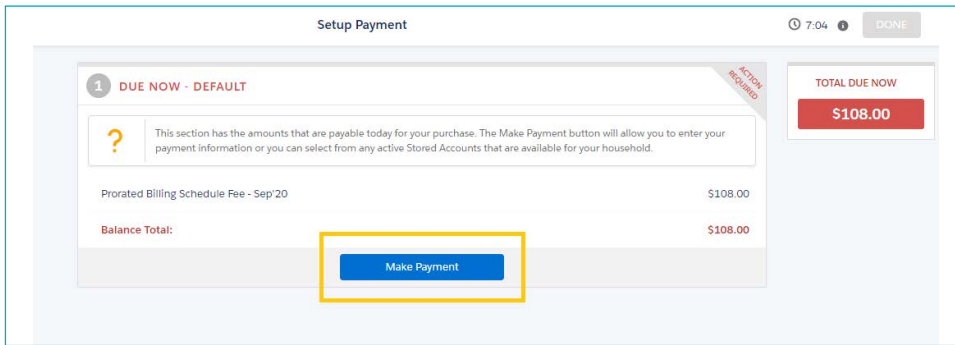 Setup Payment
7:04
DONE
1
DUE NOW - DEFAULT
ACTION
REQUIRED
TOTAL DUE NOW
$108.00
?
This section has the amounts that are payable today for your purchase. The Make Payment button will allow you to enter your
payment information or you can select from any active Stored Accounts that are available for your household.
Prorated Billing Schedule Fee - Sep'20 $108.00
Balance Total: $108.00
Make Payment